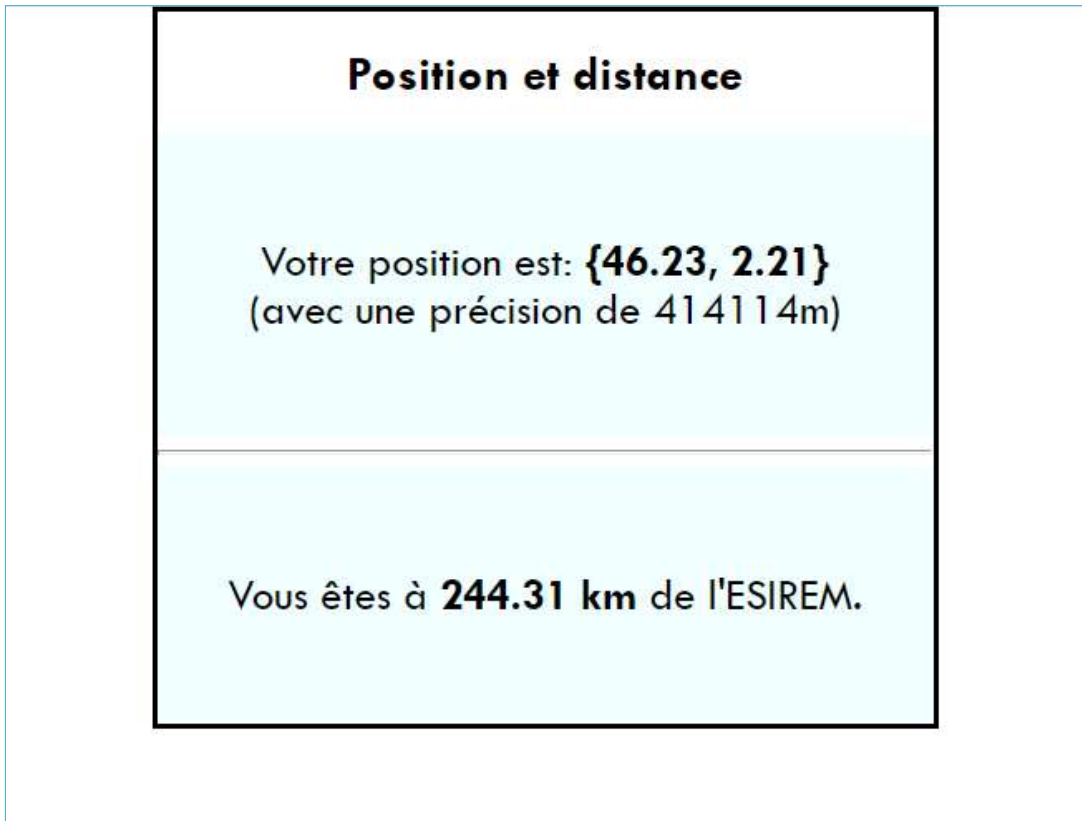 Position et distance
Votre position est: {46.23, 2.21}
(avec une précision de 414114m)
Vous êtes à 244.31 km de l'ESIREM.